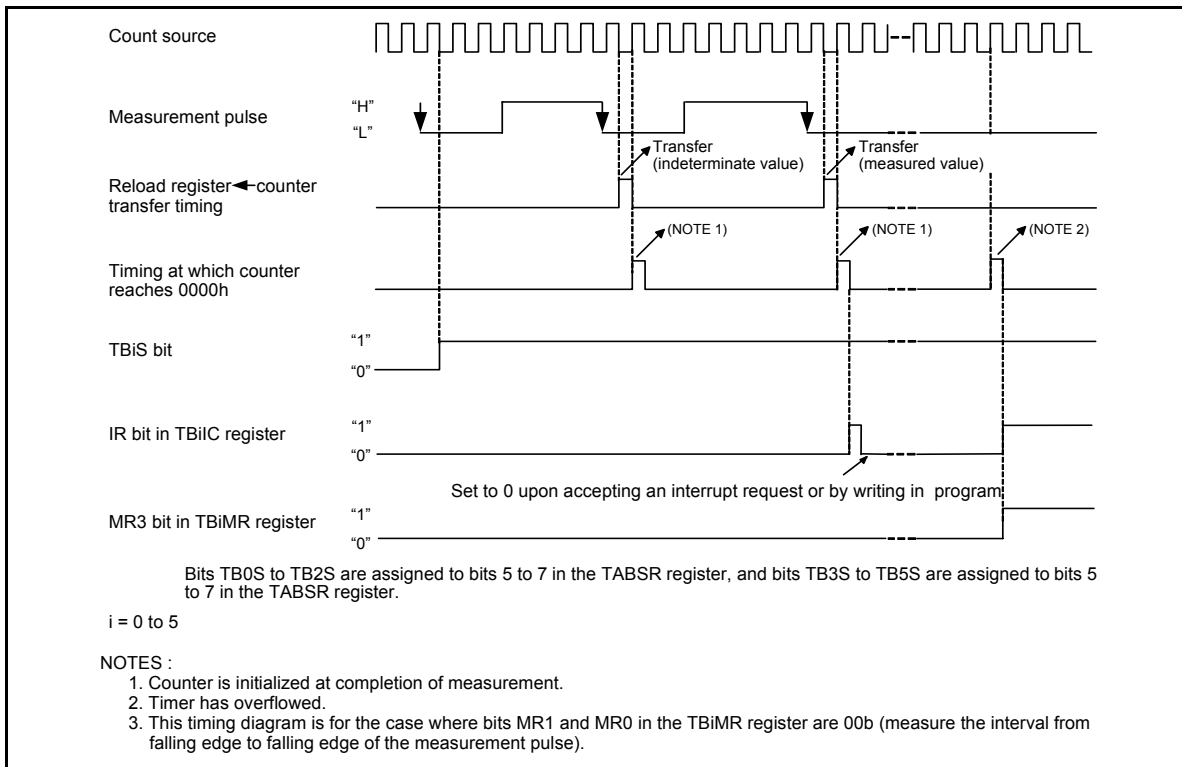 Count source
Measurement pulse
“H”
“L”
Transfer
(indeterminate value)
Transfer
(measured value)
Reload register counter
transfer timing
(NOTE 1)
(NOTE 1)
(NOTE 2)
Timing at which counter
reaches 0000h
TBiS bit
“1”
“0”
IR bit in TBiIC register
“1”
“0”
Set to 0 upon accepting an interrupt request or by writing in program
MR3 bit in TBiMR register
“1”
“0”
Bits TB0S to TB2S are assigned to bits 5 to 7 in the TABSR register, and bits TB3S to TB5S are assigned to bits 5
to 7 in the TABSR register.
i = 0 to 5
NOTES :
1. Counter is initialized at completion of measurement.
2. Timer has overflowed.
3. This timing diagram is for the case where bits MR1 and MR0 in the TBiMR register are 00b (measure the interval from
falling edge to falling edge of the measurement pulse).